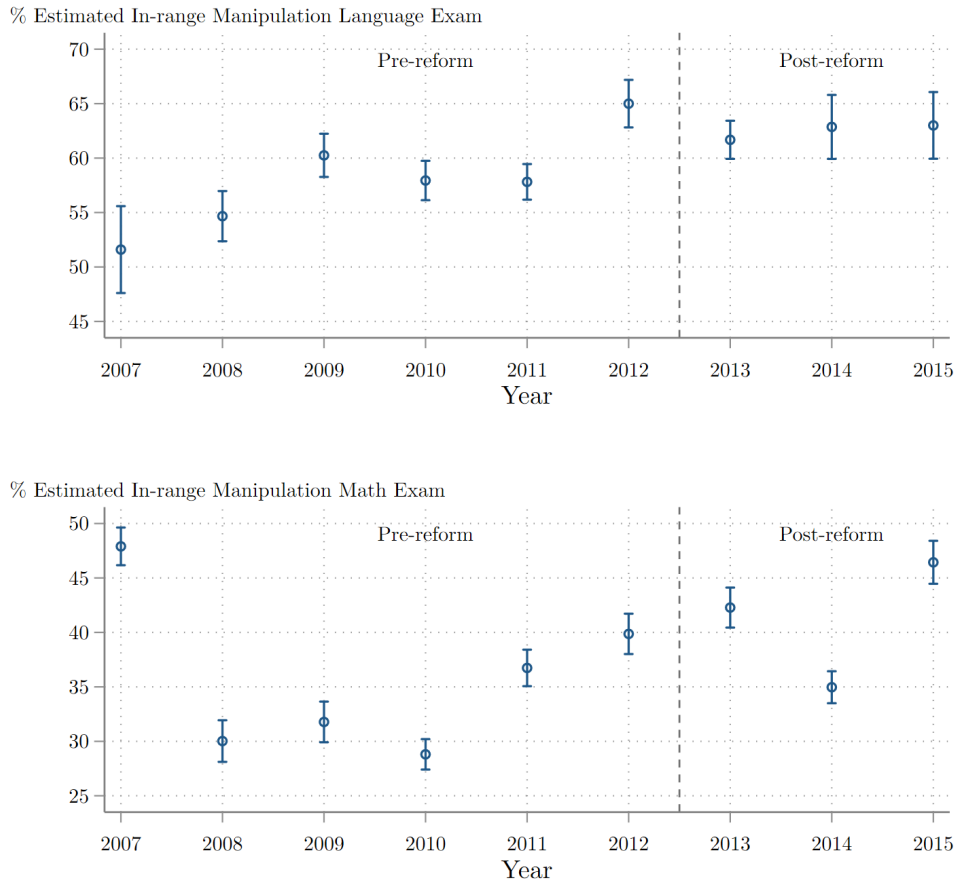 % Estimated In-range Manipulation Language Exam
70
Pre-reform
Post-reform
65
60
55
50
45
2007 2008 2009 2010 2011 2012 2013 2014 2015
Year
% Estimated In-range Manipulation Math Exam
50
Pre-reform
Post-reform
45
40
35
30
25
2007 2008 2009 2010 2011 2012 2013 2014 2015
Year